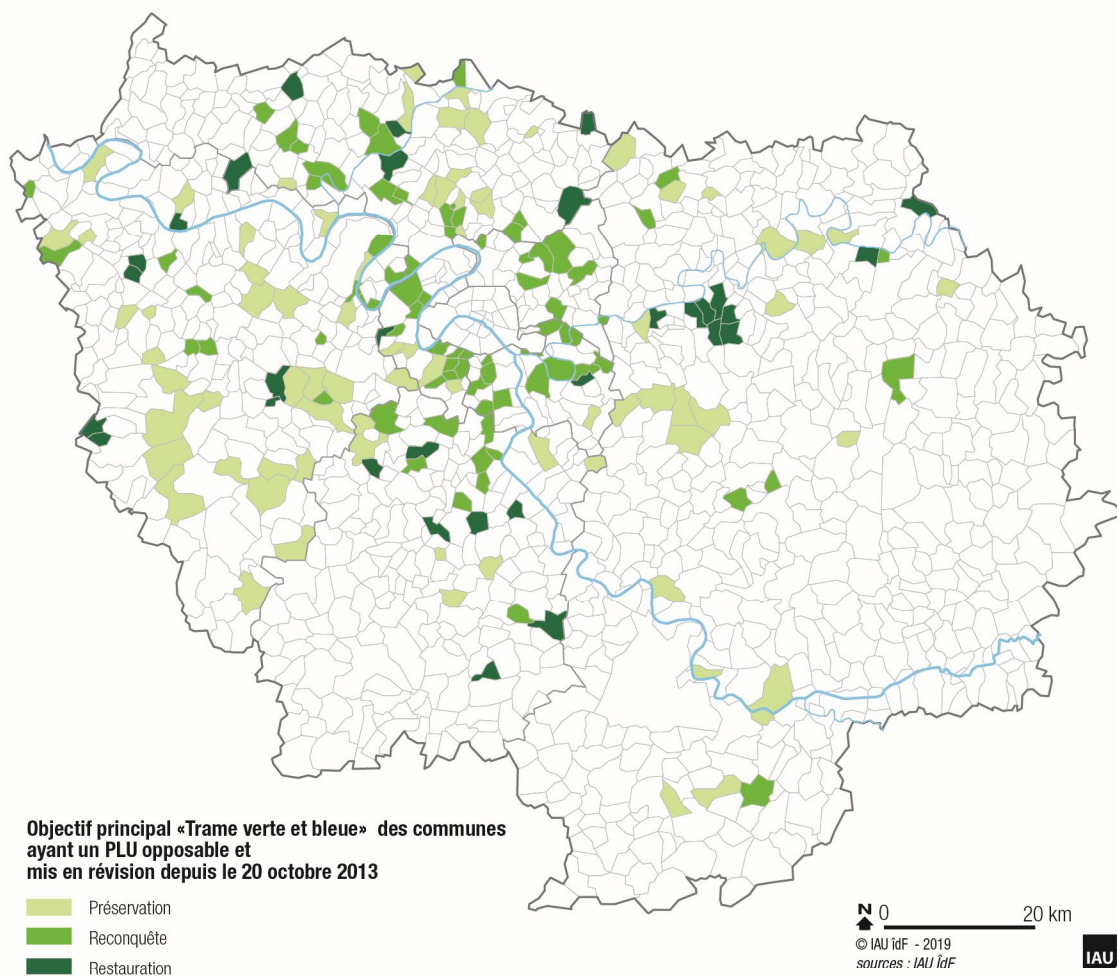 Objectif principal «Trame verte et bleue» des communes
ayant un PLU opposable et
mis en révision depuis le 20 octobre 2013
Préservation
Reconquête
Restauration
N 0 20 km
© IAU îdF - 2019
sources : IAU ÎdF
IAU